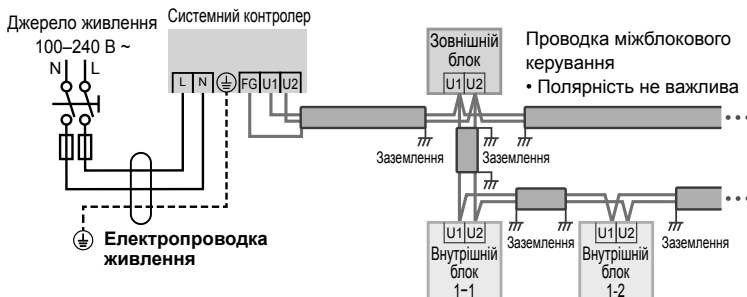 Джерело живлення
100–240 В ~
N L
Системний контролер
L N FG U1 U2
Зовнішній
блок
U1 U2
Проводка міжблокового
керування
• Полярність не важлива
Заземлення
Заземлення
Електропроводка
живлення
U1 U2
Внутрішній
блок
1−1
Заземлення
U1 U2
Внутрішній
блок
1-2
Заземлення